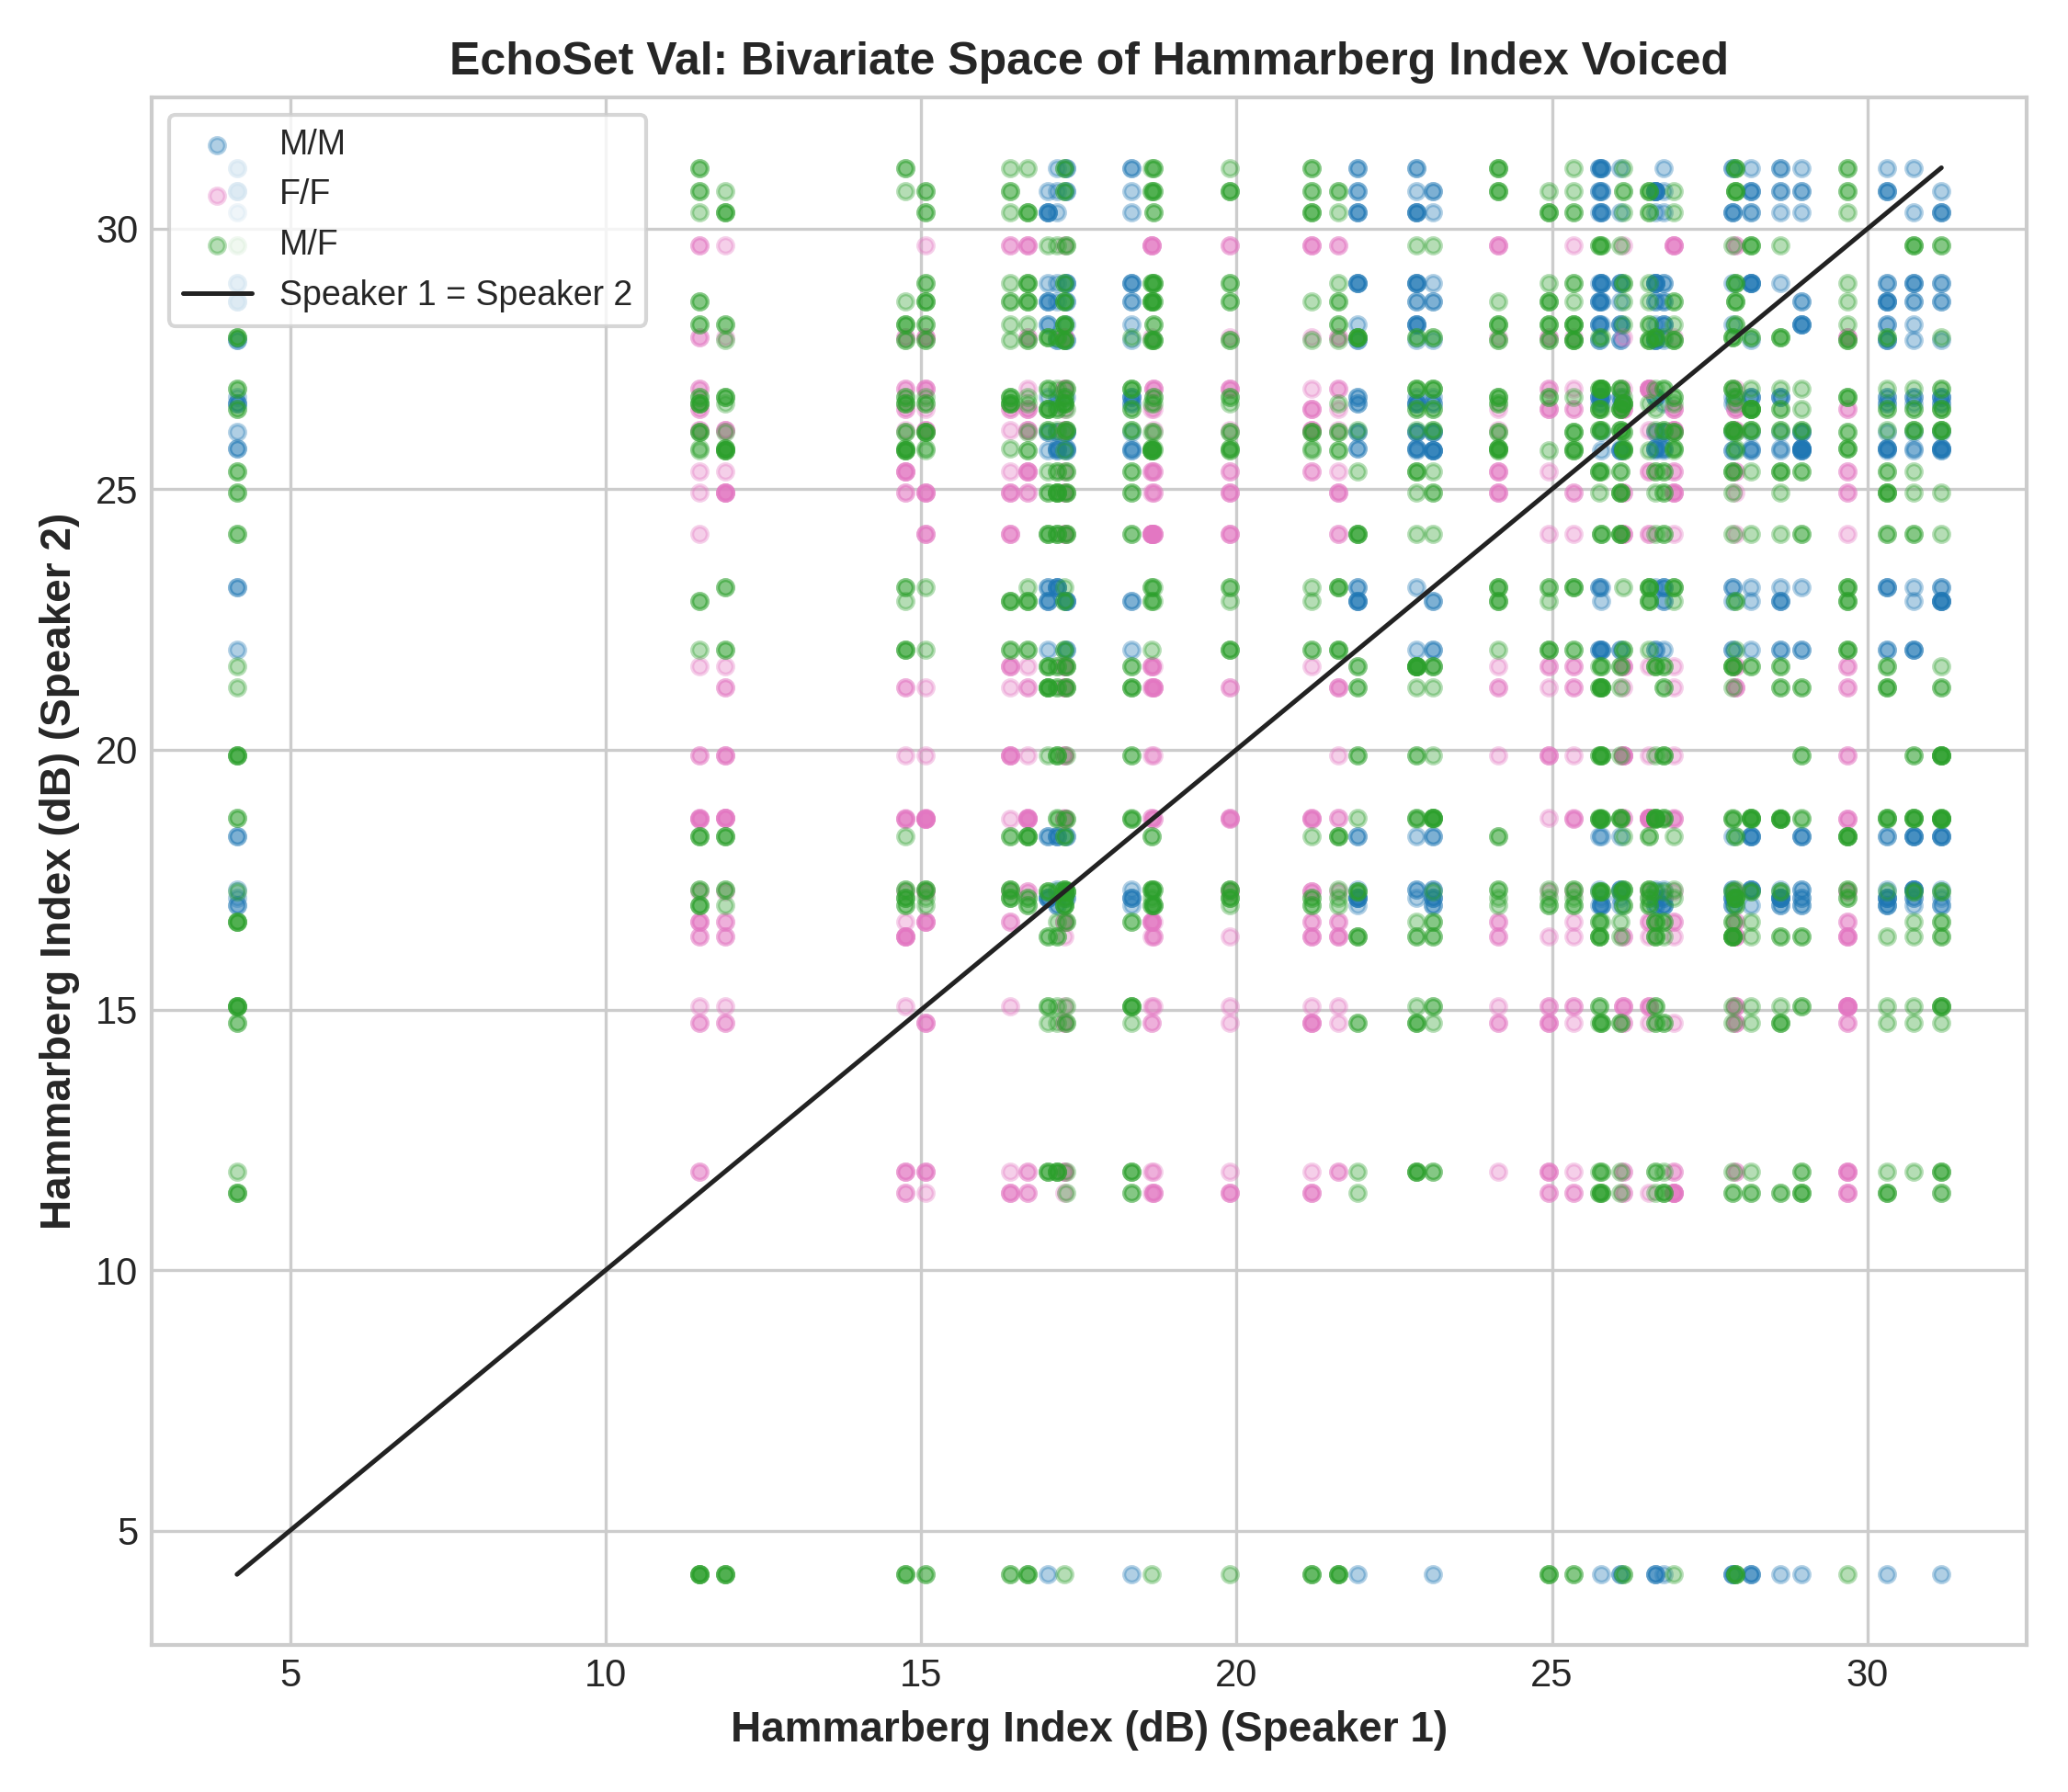 EchoSet Val: Bivariate Space of Hammarberg Index Voiced
M/M
F/F
M/F
Speaker 1 = Speaker 2
Hammarberg Index (dB) (Speaker 2)
30
25
20
15
10
5
5
10
15
20
25
30
Hammarberg Index (dB) (Speaker 1)